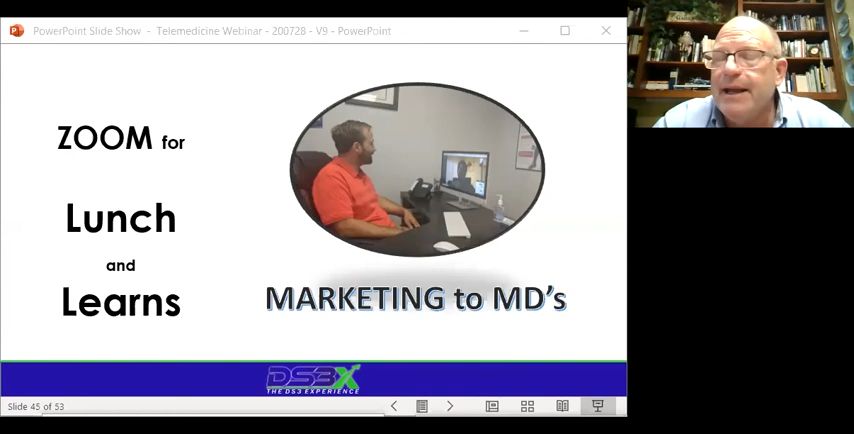 PowerPoint Slide Show - Telemedicine Webinar - 200728 - V9 - PowerPoint
ZOOM for
Lunch
and
Learns
MARKETING to MD's
DS3X
THE DS3 EXPERIENCE
Slide 45 of 53